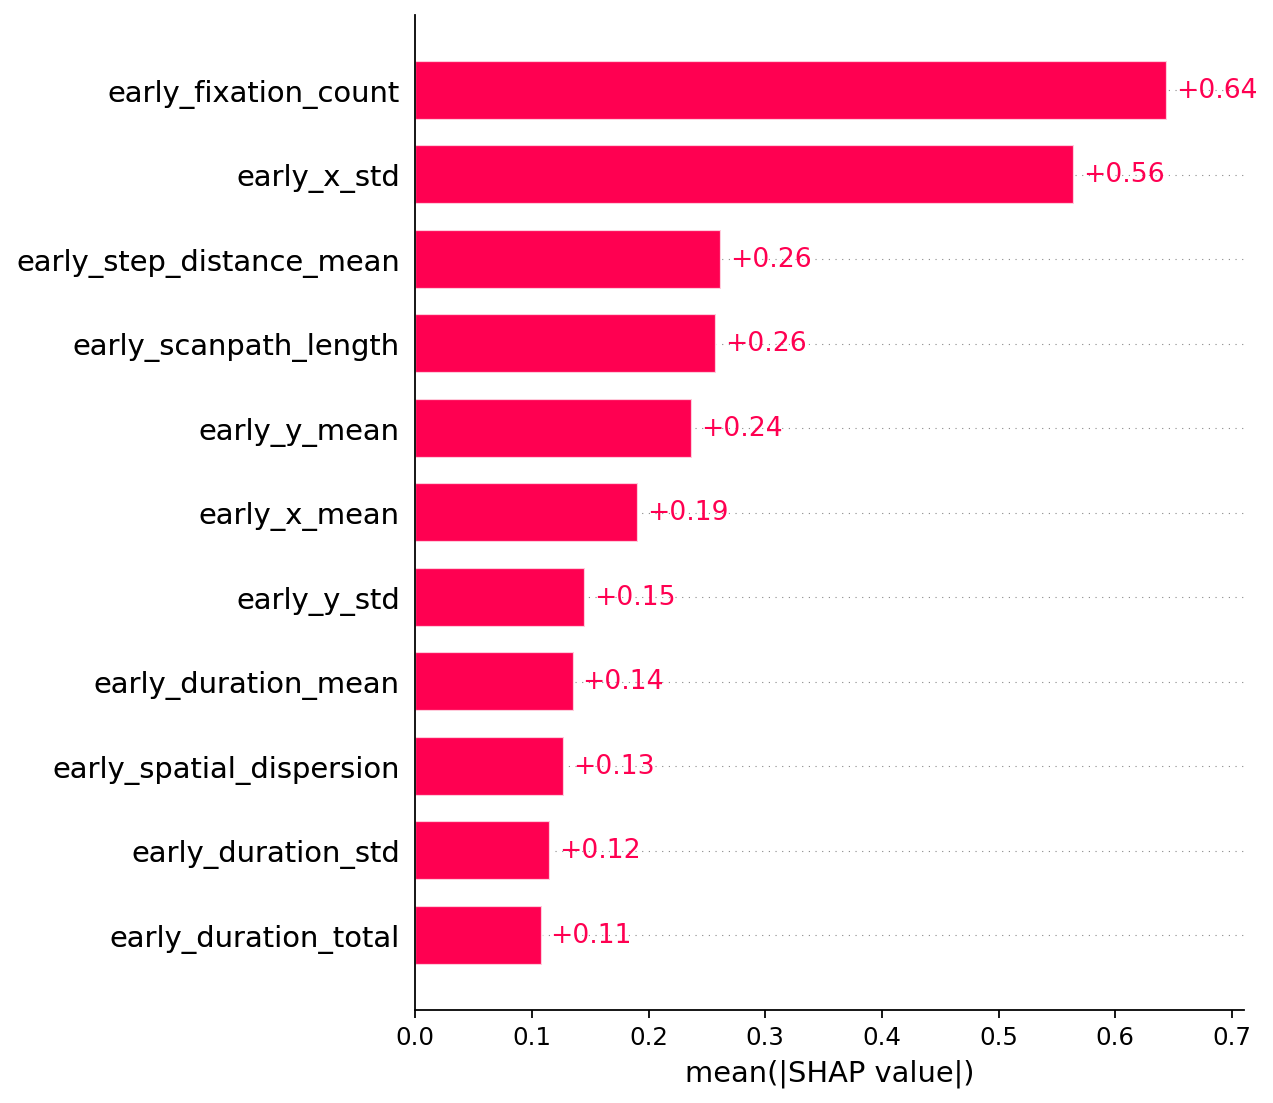 early_fixation_count +0.64
early_x_std +0.56
early_step_distance_mean +0.26
early_scanpath_length +0.26
early_y_mean +0.24
early_x_mean +0.19
early_y_std +0.15
early_duration_mean +0.14
early_spatial_dispersion +0.13
early_duration_std +0.12
early_duration_total +0.11
0.0 0.1 0.2 0.3 0.4 0.5 0.6 0.7
mean(|SHAP value|)